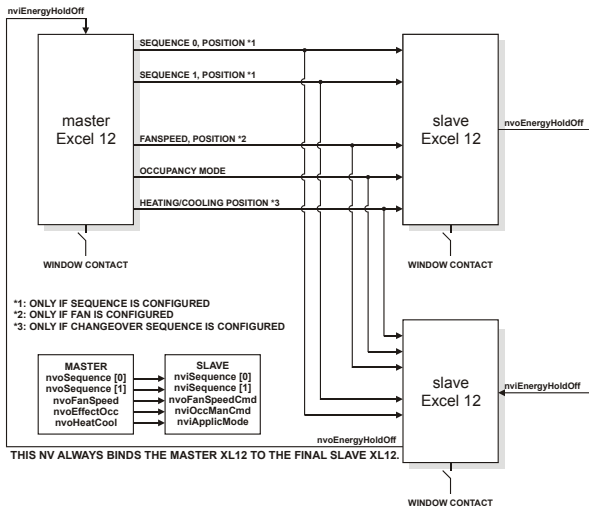 nviEnergyHoldOff
SEQUENCE 0, POSITION *1
SEQUENCE 1, POSITION *1
master
Excel 12
slave
Excel 12
nvoEnergyHoldOff
FANSPEED, POSITION *2
OCCUPANCY MODE
HEATING/COOLING POSITION *3
WINDOW CONTACT
WINDOW CONTACT
*1: ONLY IF SEQUENCE IS CONFIGURED
*2: ONLY IF FAN IS CONFIGURED
*3: ONLY IF CHANGEOVER SEQUENCE IS CONFIGURED
MASTER
nvoSequence [0]
nvoSequence [1]
nvoFanSpeed
nvoEffectOcc
nvoHeatCool
SLAVE
nviSequence [0]
nviSequence [1]
nvoFanSpeedCmd
nviOccManCmd
nviApplicMode
slave
Excel 12
nviEnergyHoldOff
nvoEnergyHoldOff
THIS NV ALWAYS BINDS THE MASTER XL12 TO THE FINAL SLAVE XL12.
WINDOW CONTACT